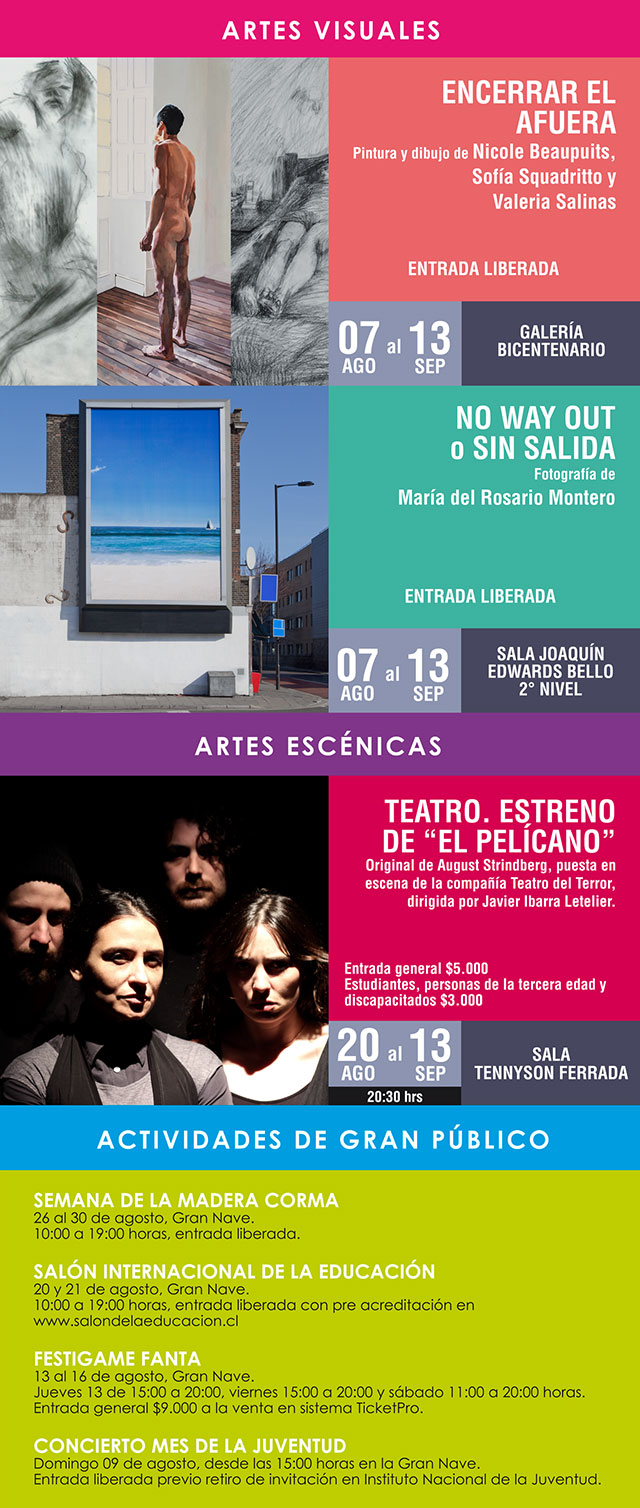 ARTES VISUALES
ENCERRAR EL
AFUERA
Pintura y dibujo de Nicole Beaupuits,
Sofía Squadritto y
Valeria Salinas
ENTRADA LIBERADA
07 al 13
AGO SEP
GALERÍA
BICENTENARIO
NO WAY OUT
o SIN SALIDA
Fotografía de
María del Rosario Montero
ENTRADA LIBERADA
07 al 13
AGO SEP
SALA JOAQUÍN
EDWARDS BELLO
2° NIVEL
ARTES ESCÉNICAS
TEATRO. ESTRENO
DE “EL PELÍCANO”
Original de August Strindberg, puesta en
escena de la compañía Teatro del Terror,
dirigida por Javier Ibarra Letelier.
Entrada general $5.000
Estudiantes, personas de la tercera edad y
discapacitados $3.000
20 al 13
AGO SEP
20:30 hrs
SALA
TENNYSON FERRADA
ACTIVIDADES DE GRAN PÚBLICO
SEMANA DE LA MADERA CORMA
26 al 30 de agosto, Gran Nave.
10:00 a 19:00 horas, entrada liberada.
SALÓN INTERNACIONAL DE LA EDUCACIÓN
20 y 21 de agosto, Gran Nave.
10:00 a 19:00 horas, entrada liberada con pre acreditación en
www.salondelaeducacion.cl
FESTIGAME FANTA
13 al 16 de agosto, Gran Nave.
Jueves 13 de 15:00 a 20:00, viernes 15:00 a 20:00 y sábado 11:00 a 20:00 horas.
Entrada general $9.000 a la venta en sistema TicketPro.
CONCIERTO MES DE LA JUVENTUD
Domingo 09 de agosto, desde las 15:00 horas en la Gran Nave.
Entrada liberada previo retiro de invitación en Instituto Nacional de la Juventud.